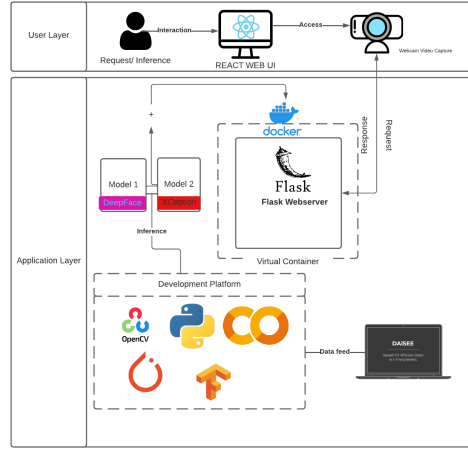 User Layer
Request/ Inference
Interaction
REACT WEB UI
Access
Webcam Video Capture
Application Layer
+
docker
Response
Request
Model 1
DeepFace
Model 2
XCeption
Flask
Flask Webserver
Virtual Container
Inference
Development Platform
OpenCV
Data feed
DAiSEE